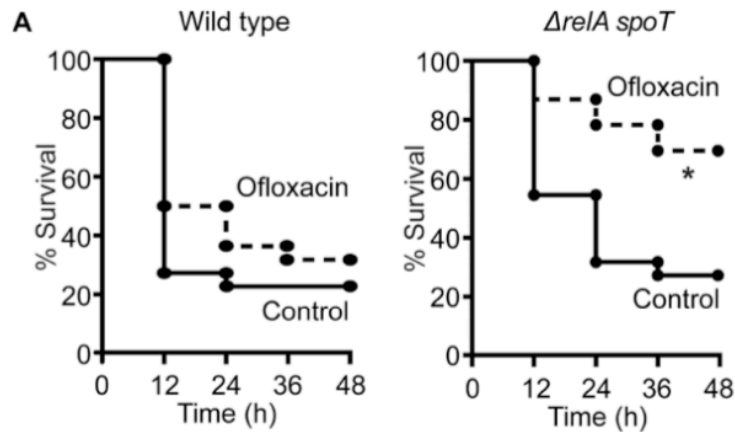 A
Wild type
% Survival
100
80
60
40
20
0
Ofloxacin
Control
0 12 24 36 48
Time (h)
ΔrelA spoT
% Survival
100
80
60
40
20
0
Ofloxacin
*
Control
0 12 24 36 48
Time (h)